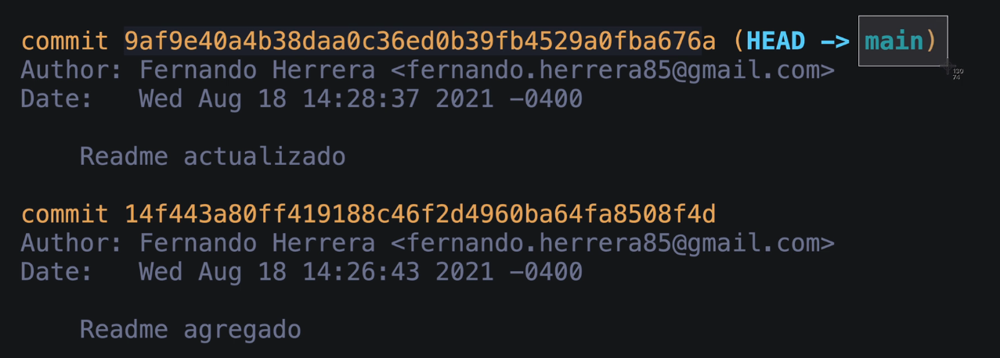 commit 9af9e40a4b38daa0c36ed0b39fb4529a0fba676a (HEAD -> main)
Author: Fernando Herrera <fernando.herrera85@gmail.com>
Date:   Wed Aug 18 14:28:37 2021 -0400
Readme actualizado
commit 14f443a80ff419188c46f2d4960ba64fa8508f4d
Author: Fernando Herrera <fernando.herrera85@gmail.com>
Date:   Wed Aug 18 14:26:43 2021 -0400
Readme agregado